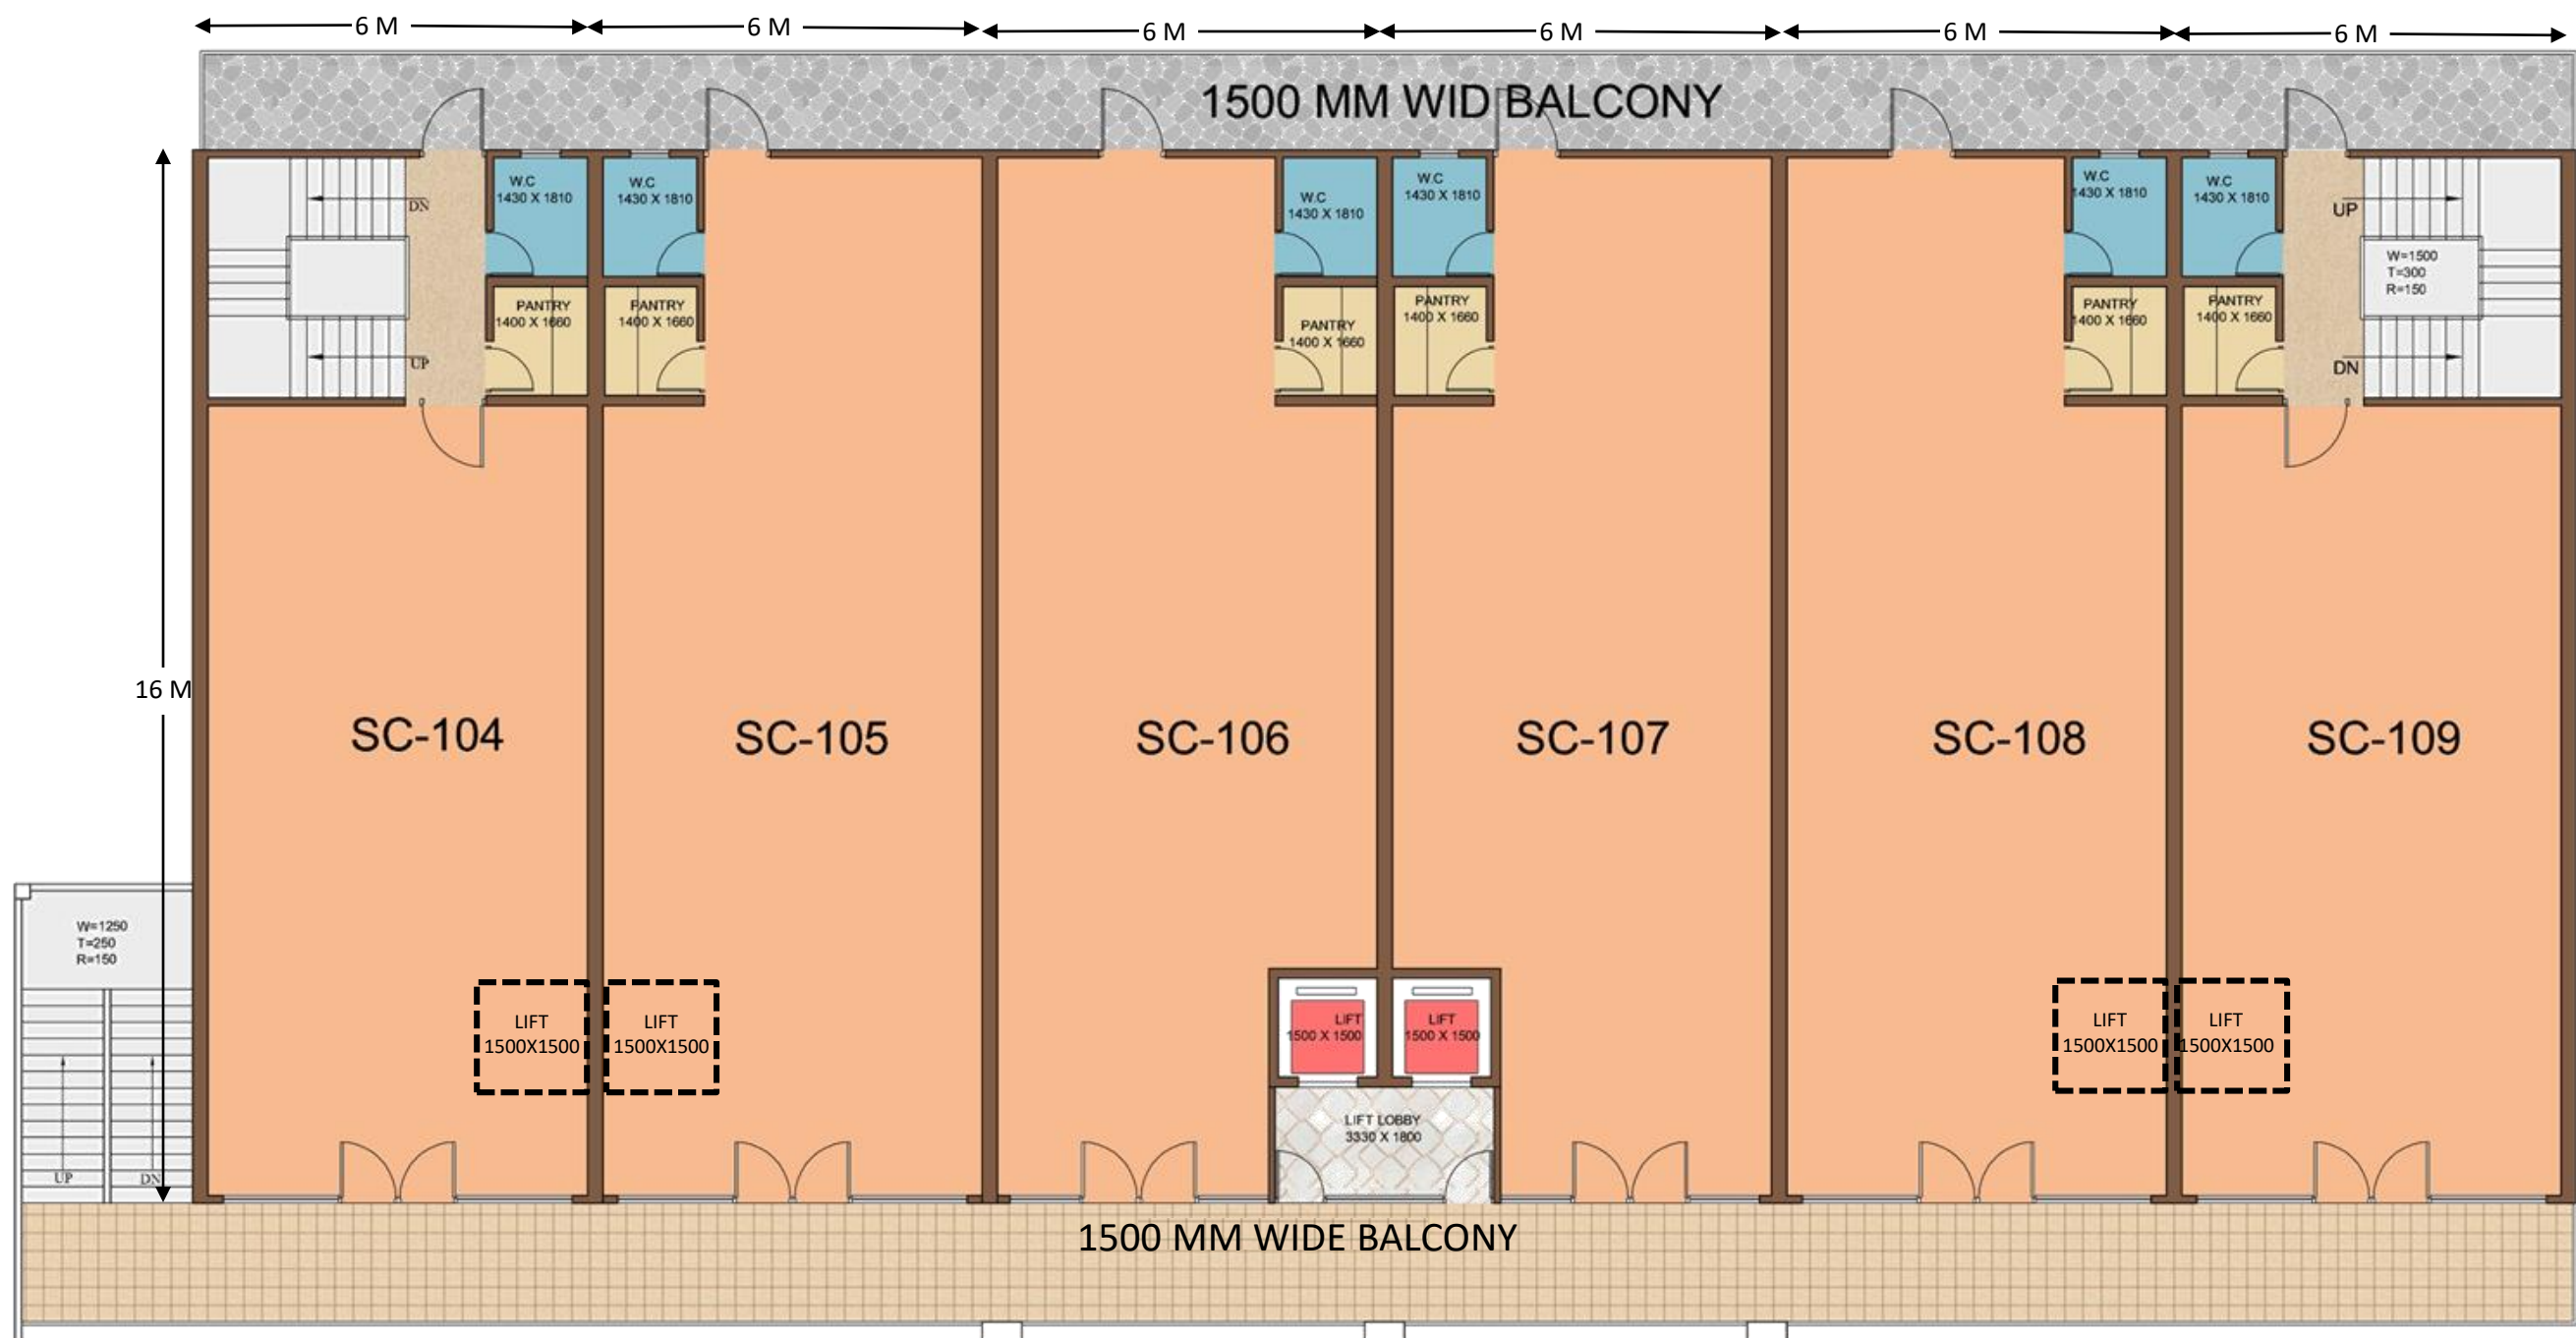 6 M
6 M
6 M
6 M
6 M
6 M
1500 MM WID BALCONY
DN
W.C
1430 X 1810
W.C
1430 X 1810
W.C
1430 X 1810
W.C
1430 X 1810
W.C
1430 X 1810
W.C
1430 X 1810
UP
W=1500
T=300
R=150
UP
PANTRY
1400 X 1660
PANTRY
1400 X 1660
PANTRY
1400 X 1660
PANTRY
1400 X 1660
PANTRY
1400 X 1660
PANTRY
1400 X 1660
DN
16 M
SC-104
SC-105
SC-106
SC-107
SC-108
SC-109
W=1250
T=250
R=150
LIFT
1500X1500
LIFT
1500X1500
LIFT
1500 X 1500
LIFT
1500 X 1500
LIFT
1500X1500
LIFT
1500X1500
LIFT LOBBY
3330 X 1800
UP
DN
1500 MM WIDE BALCONY